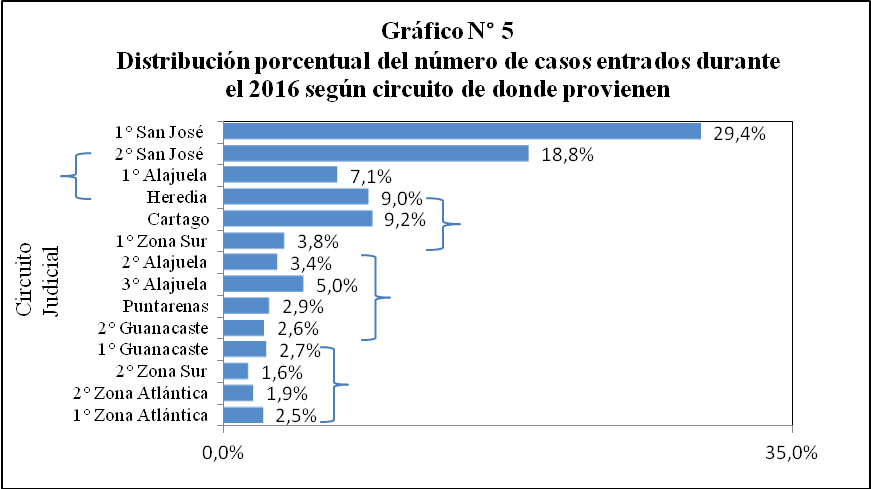 Gráfico N° 5
Distribución porcentual del número de casos entrados durante
el 2016 según circuito de donde provienen
Circuito
Judicial
1° San José 29,4%
2° San José 18,8%
1° Alajuela 7,1%
Heredia 9,0%
Cartago 9,2%
1° Zona Sur 3,8%
2° Alajuela 3,4%
3° Alajuela 5,0%
Puntarenas 2,9%
2° Guanacaste 2,6%
1° Guanacaste 2,7%
2° Zona Sur 1,6%
2° Zona Atlántica 1,9%
1° Zona Atlántica 2,5%
0,0% 35,0%